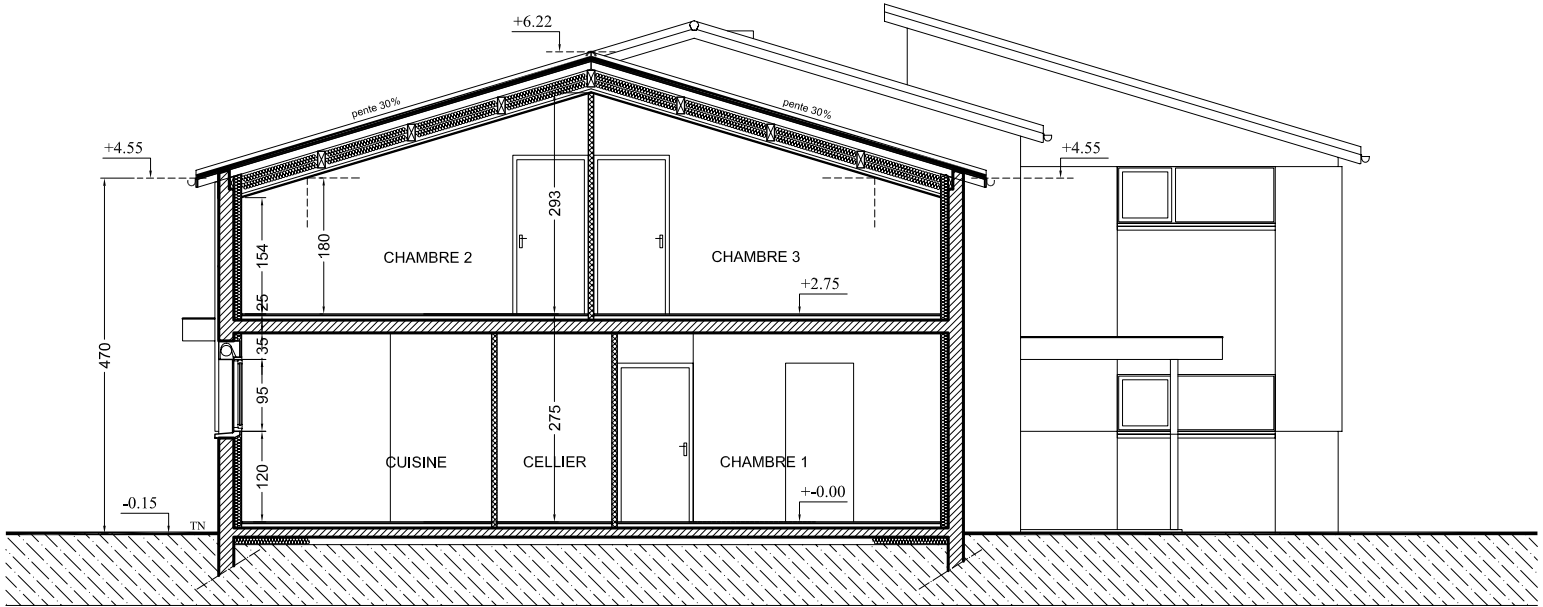 +6.22
pente 30%
pente 30%
+4.55
+4.55
293
180
154
CHAMBRE 2
CHAMBRE 3
+2.75
25
35
470
95
275
120
CUISINE
CELLIER
CHAMBRE 1
+-0.00
-0.15
TN